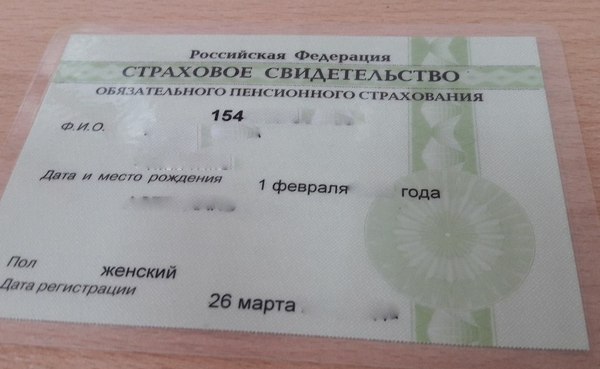 Российская Федерация
СТРАХОВОЕ СВИДЕТЕЛЬСТВО
ОБЯЗАТЕЛЬНОГО ПЕНСИОННОГО СТРАХОВАНИЯ
154
Ф.И.О.
Дата и место рождения 1 февраля года
Пол женский
Дата регистрации 26 марта